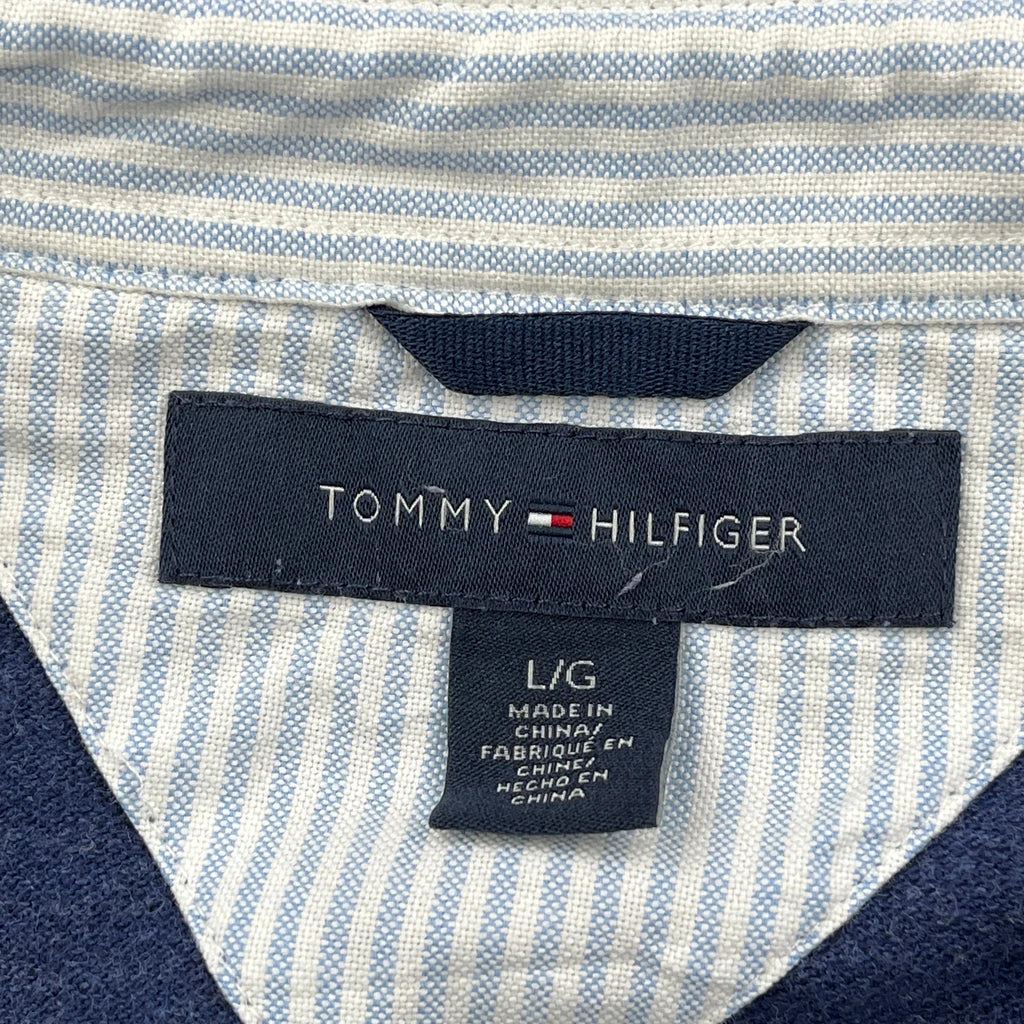 TOMMY HILFIGER
L/G
MADE IN
CHINA/
FABRIQUÉ EN
CHINE/
HECHO EN
CHINA